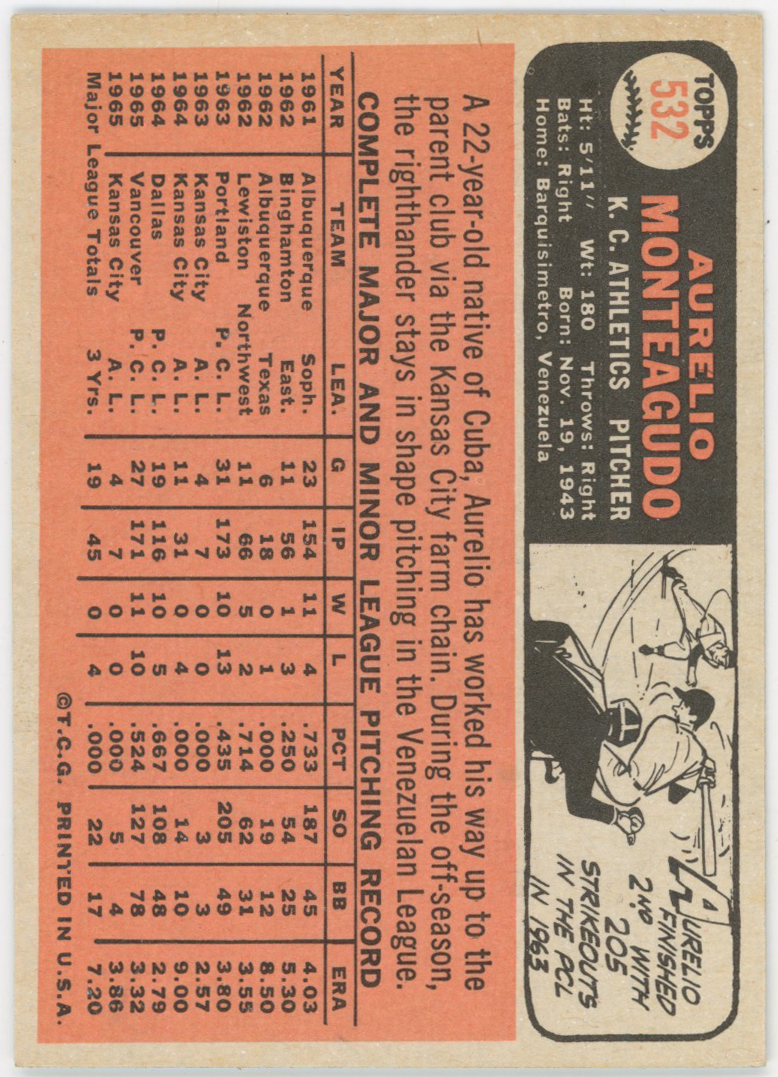 TOPPS
532
AURELIO
MONTEAGUDO
K. C. ATHLETICS PITCHER
Ht: 5'11" Wt: 180 Throws: Right
Bats: Right Born: Nov. 19, 1943
Home: Barquisimetro, Venezuela
AURELIO
FINISHED
2ND WITH
205
STRIKEOUTS
IN THE PCL
IN 1963
A 22-year-old native of Cuba, Aurelio has worked his way up to the
parent club via the Kansas City farm chain. During the off-season,
the righthander stays in shape pitching in the Venezuelan League.
COMPLETE MAJOR AND MINOR LEAGUE PITCHING RECORD
YEAR TEAM LEA. G IP W L PCT SO BB ERA
1961 Albuquerque Soph. 23 154 11 4 .733 187 45 4.03
1962 Binghamton East. 11 56 1 3 .250 54 25 5.30
1962 Albuquerque Texas 6 18 0 1 .000 19 12 8.50
1962 Lewiston Northwest 11 66 5 2 .714 62 31 3.55
1963 Portland P. C. L. 31 173 10 13 .435 205 49 3.80
1963 Kansas City A. L. 4 7 0 0 .000 3 3 2.57
1964 Kansas City A. L. 11 31 0 4 .000 14 10 9.00
1964 Dallas P. C. L. 19 116 10 5 .667 108 48 2.79
1965 Vancouver P. C. L. 27 171 11 10 .524 127 78 3.32
1965 Kansas City A. L. 4 7 0 0 .000 5 4 3.86
Major League Totals 3 Yrs. 19 45 0 4 .000 22 17 7.20
©T.C.G. PRINTED IN U.S.A.